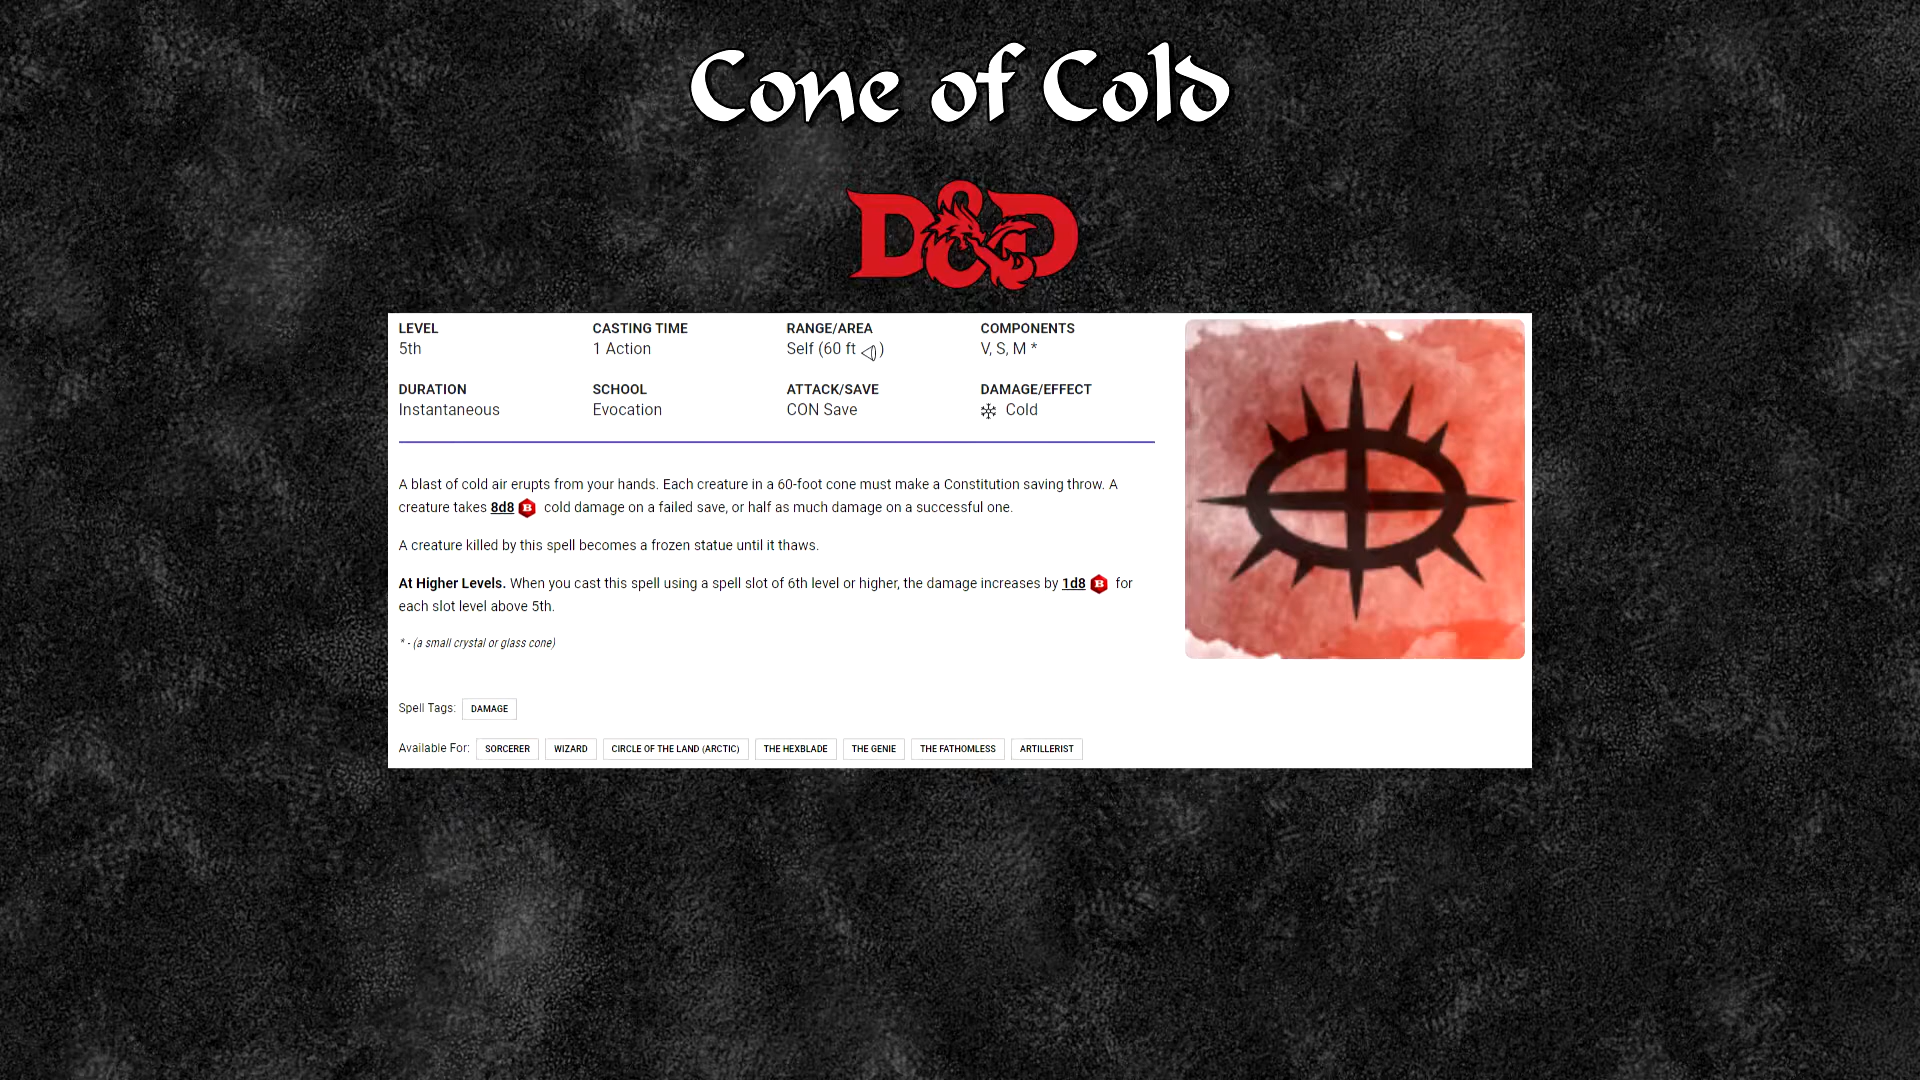 Cone of Cold
D&D
LEVEL
5th
CASTING TIME
1 Action
RANGE/AREA
Self (60 ft )
COMPONENTS
V, S, M *
DURATION
Instantaneous
SCHOOL
Evocation
ATTACK/SAVE
CON Save
DAMAGE/EFFECT
Cold
A blast of cold air erupts from your hands. Each creature in a 60-foot cone must make a Constitution saving throw. A
creature takes 8d8 B cold damage on a failed save, or half as much damage on a successful one.
A creature killed by this spell becomes a frozen statue until it thaws.
At Higher Levels. When you cast this spell using a spell slot of 6th level or higher, the damage increases by 1d8 B for
each slot level above 5th.
* - (a small crystal or glass cone)
Spell Tags: DAMAGE
Available For: SORCERER WIZARD CIRCLE OF THE LAND (ARCTIC) THE HEXBLADE THE GENIE THE FATHOMLESS ARTILLERIST